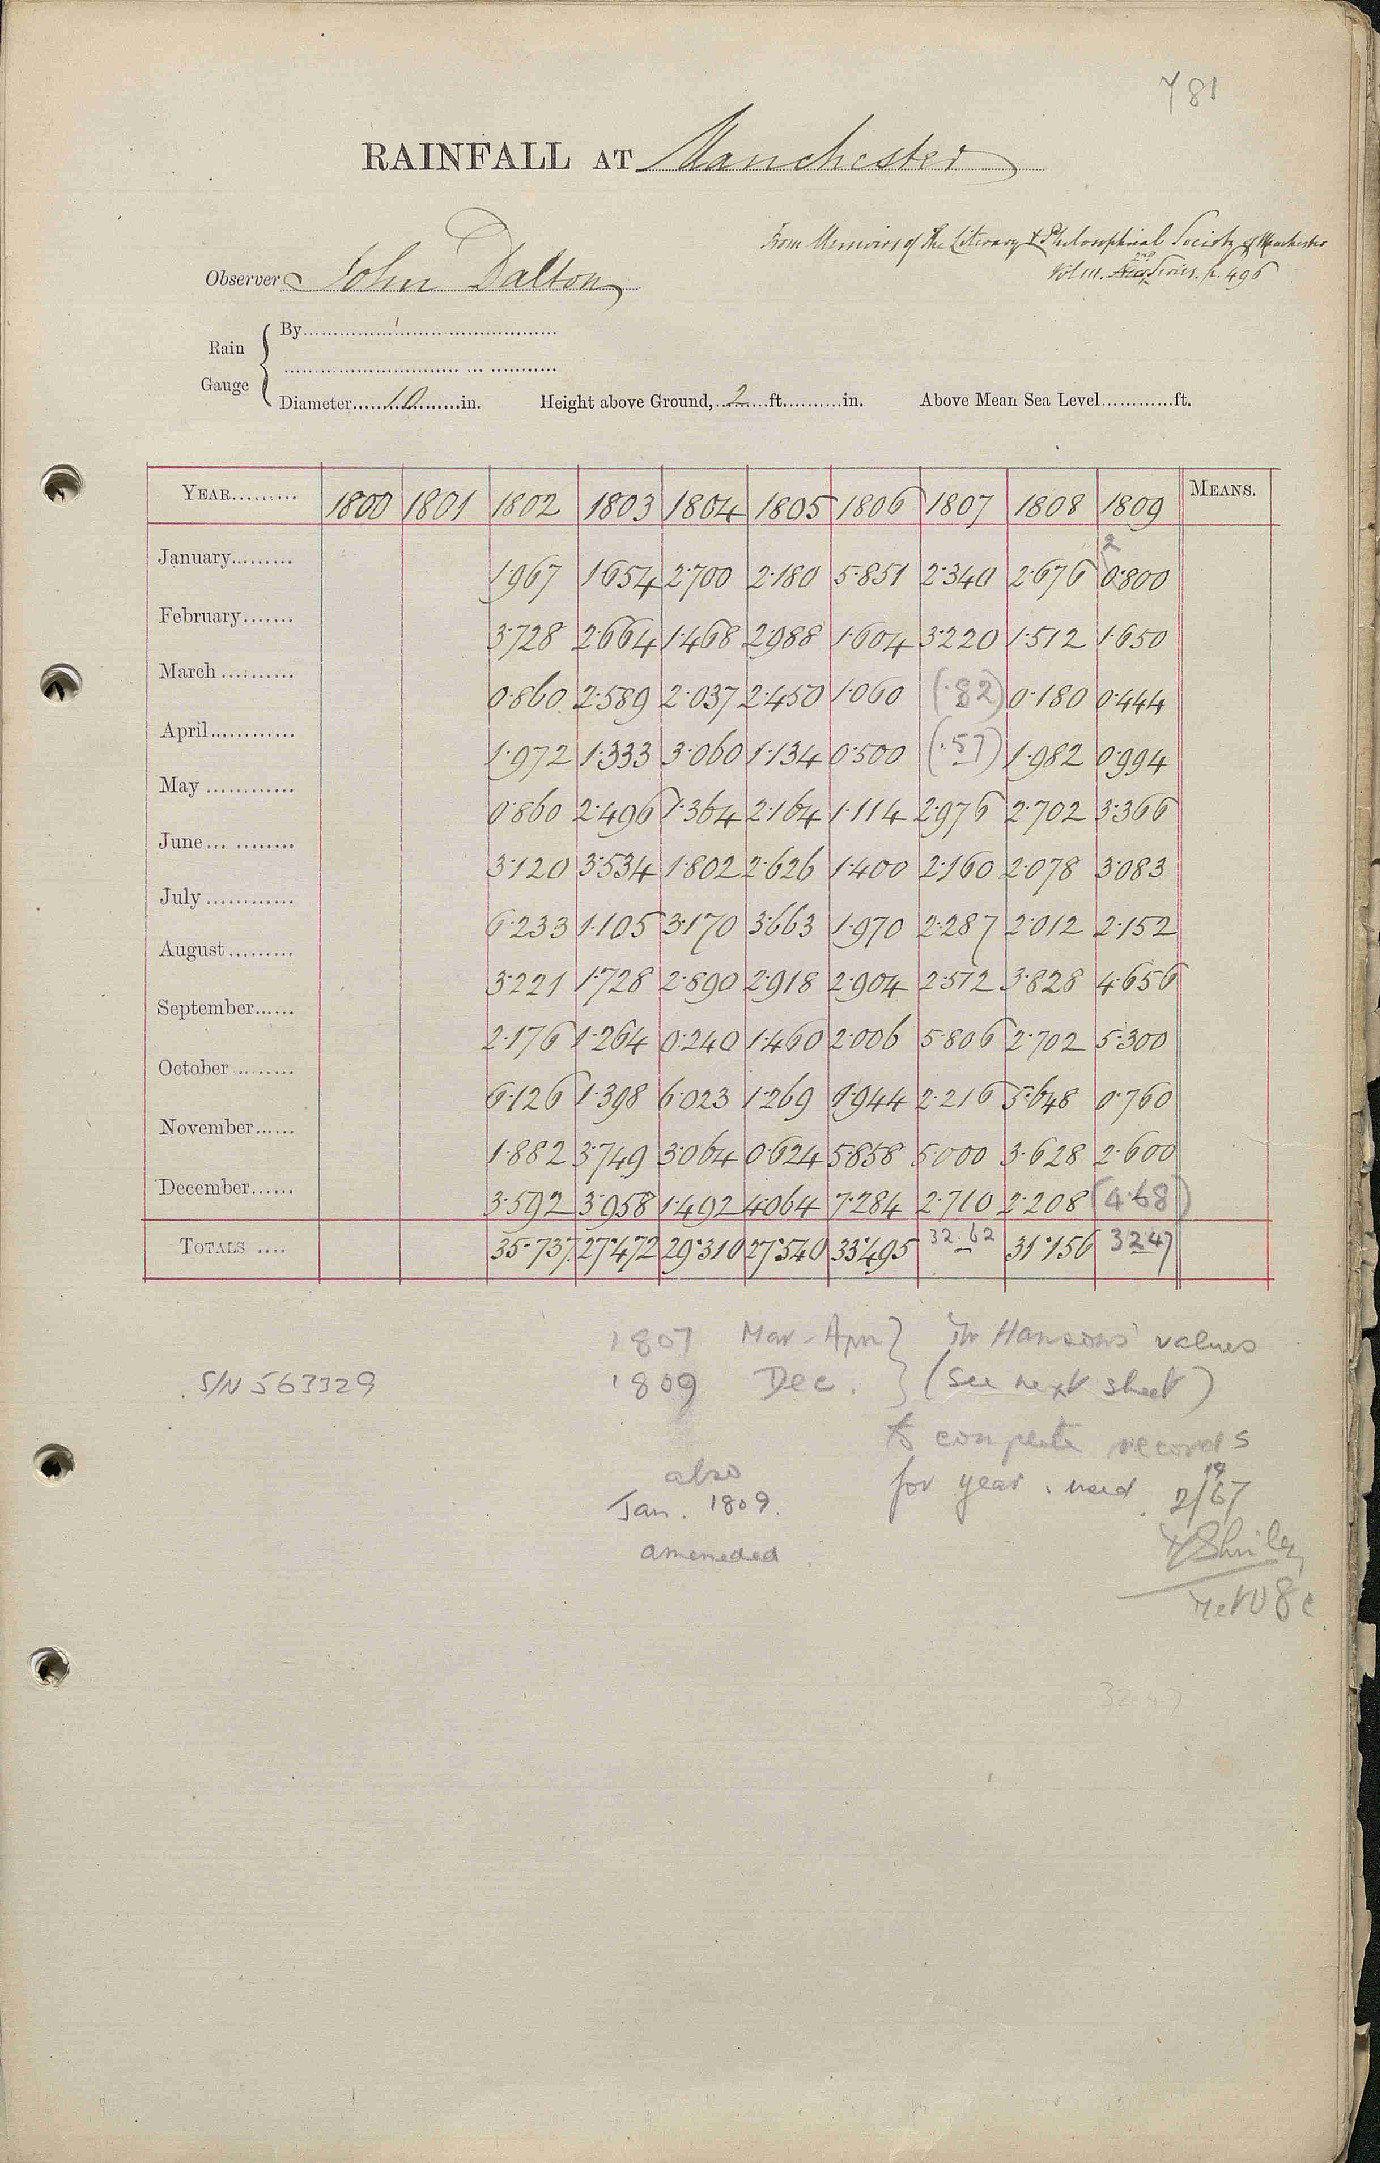 781
RAINFALL AT Manchester
From Memoirs of the Literary & Philosophical Society of Manchester
Vol III. 2nd Series. p. 496
Observer John Dalton
Rain Gauge
By
Diameter 10 in. Height above Ground, 2 ft. in. Above Mean Sea Level ft.
YEAR 1800 1801 1802 1803 1804 1805 1806 1807 1808 1809 MEANS.
2
January 1·967 1·654 2·700 2·180 5·851 2·340 2·676 0·800
February 3·728 2·664 1·468 2·988 1·604 3·220 1·512 1·650
March 0·860 2·589 2·037 2·450 1·060 (·82) 0·180 0·444
April 1·972 1·333 3·060 1·134 0·500 (·57) 1·982 0·994
May 0·860 2·496 1·364 2·164 1·114 2·976 2·702 3·366
June 3·120 3·534 1·802 2·626 1·400 2·160 2·078 3·083
July 6·233 1·105 3·170 3·663 1·970 2·287 2·012 2·152
August 3·221 1·728 2·890 2·918 2·904 2·572 3·828 4·656
September 2·176 1·264 0·240 1·460 2·006 5·806 2·702 5·300
October 6·126 1·398 6·023 1·269 1·944 2·216 5·648 0·760
November 1·882 3·749 3·064 0·624 5·858 5·000 3·628 2·600
December 3·592 3·958 1·492 4·064 7·284 2·710 2·208 (4·68)
TOTALS 35·737 27·472 29·310 27·540 33·495 32·62 31·156 32 47
1807 Mar - Apr } Thos Hanson's values
S/N 563329
1809 Dec. } (See next sheet)
to complete records
for year. used 2/1967
also
Jan. 1809.
ameneded
Met O 8c
32 47